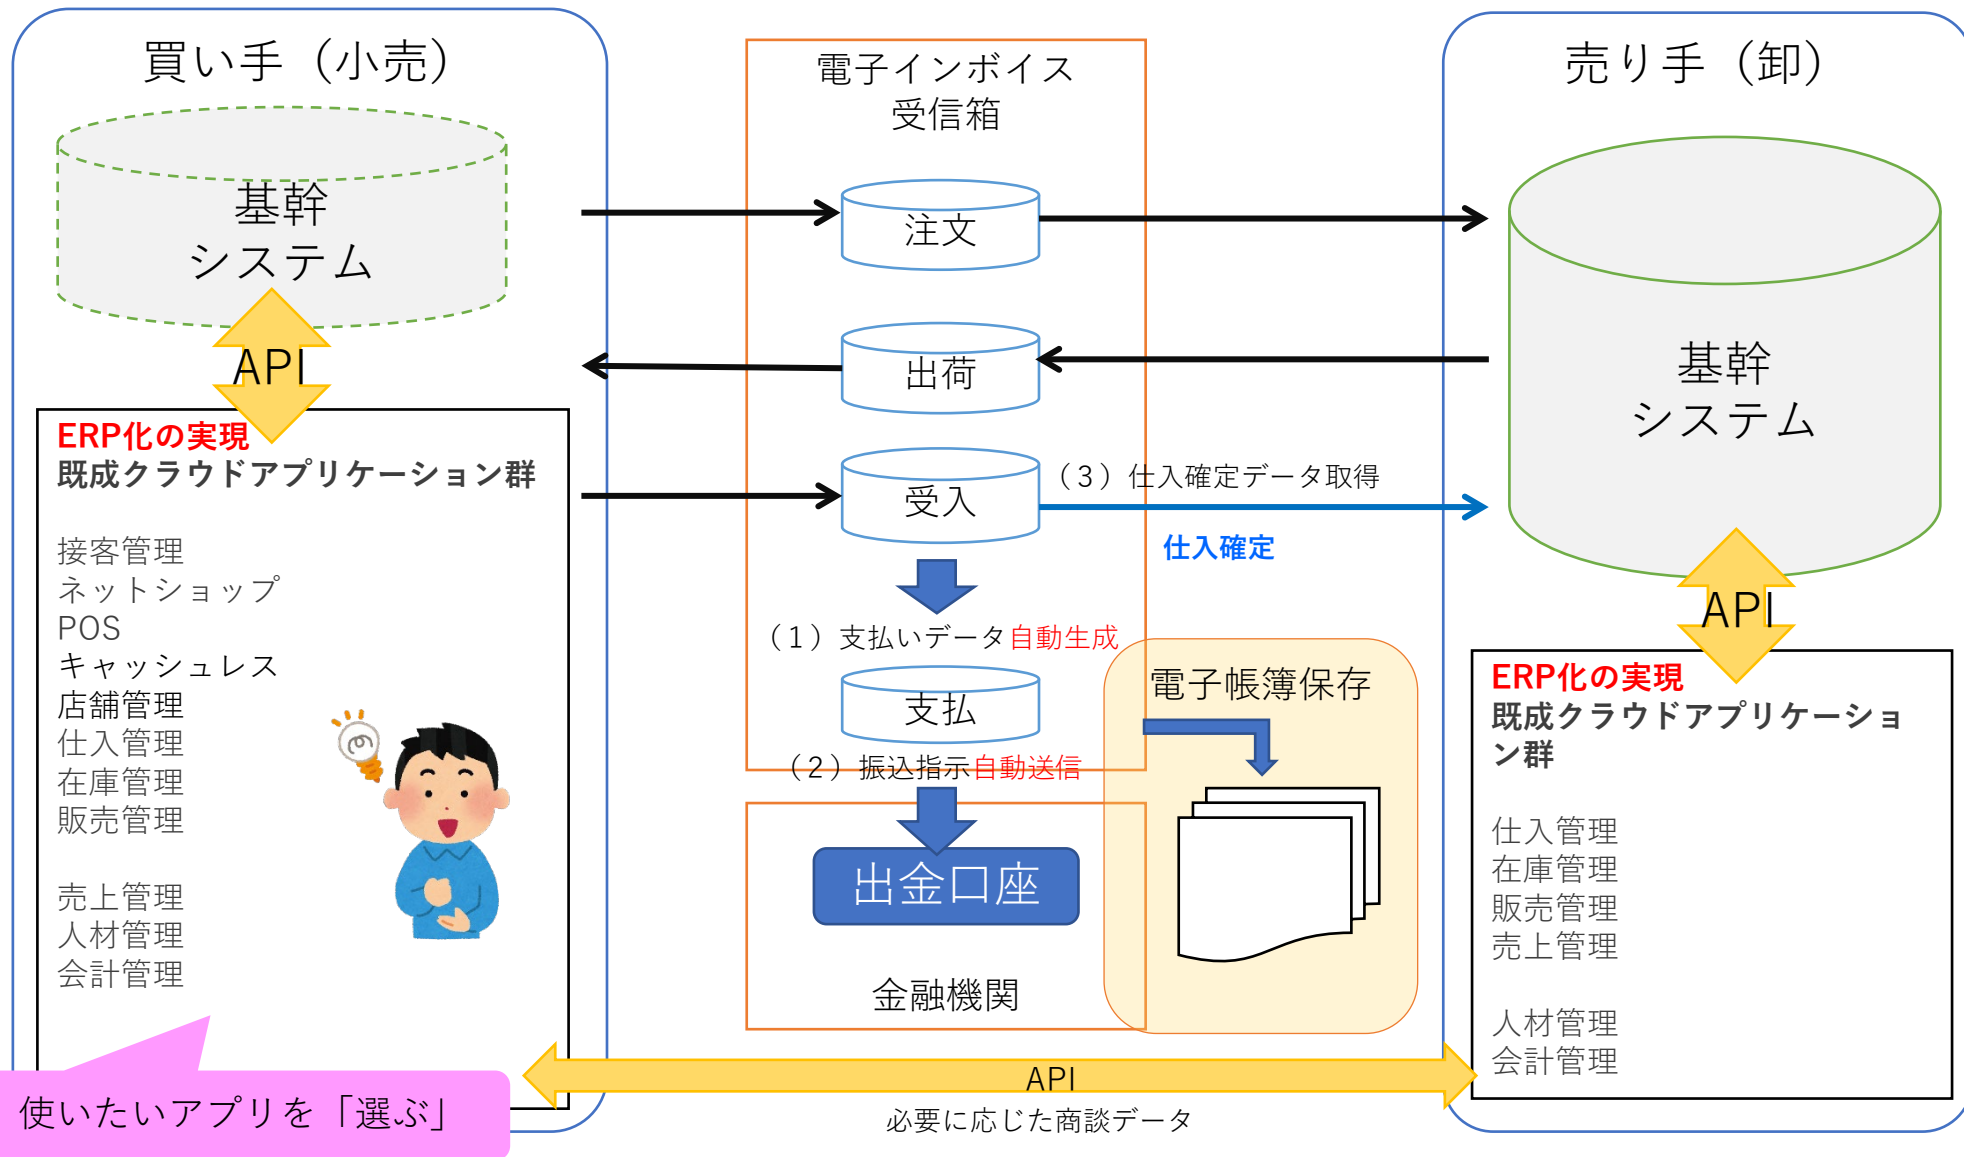 買い手（小売）
基幹
システム
API
ERP化の実現
既成クラウドアプリケーション群
接客管理
ネットショップ
POS
キャッシュレス
店舗管理
仕入管理
在庫管理
販売管理
売上管理
人材管理
会計管理
使いたいアプリを「選ぶ」
電子インボイス
受信箱
注文
出荷
受入
（３）仕入確定データ取得
仕入確定
（１）支払いデータ自動生成
支払
（２）振込指示自動送信
出金口座
金融機関
電子帳簿保存
API
必要に応じた商談データ
売り手（卸）
基幹
システム
API
ERP化の実現
既成クラウドアプリケーショ
ン群
仕入管理
在庫管理
販売管理
売上管理
人材管理
会計管理